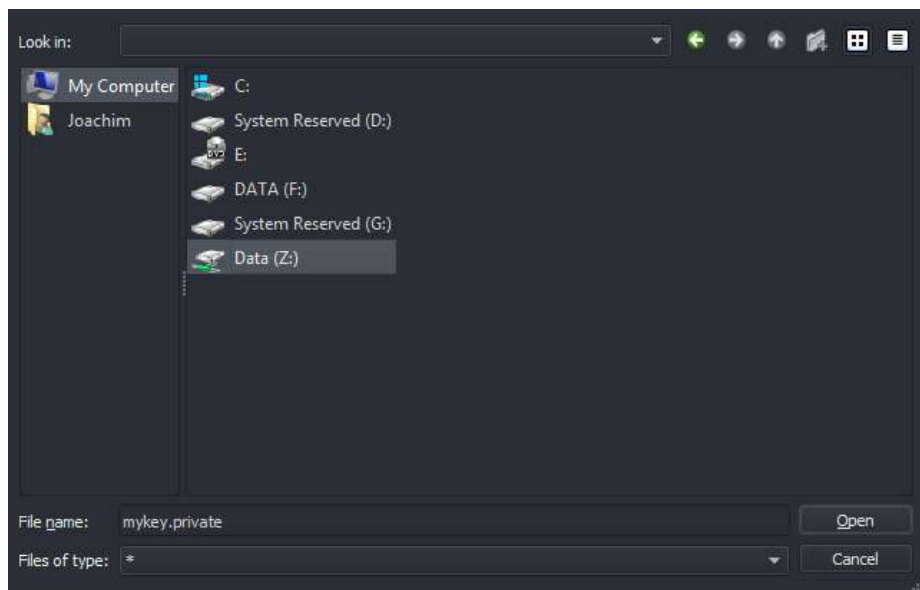 Look in:
My Computer
Joachim
C:
System Reserved (D:)
E:
DATA (F:)
System Reserved (G:)
Data (Z:)
File name: mykey.private
Open
Files of type: *
Cancel